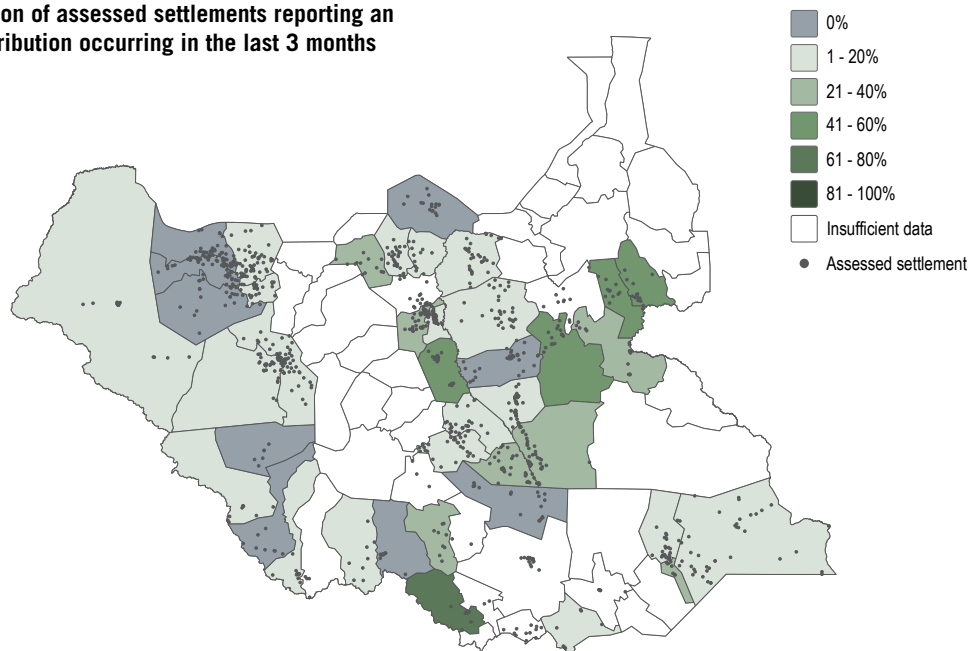 ion of assessed settlements reporting an
ribution occurring in the last 3 months
0%
1 - 20%
21 - 40%
41 - 60%
61 - 80%
81 - 100%
Insufficient data
Assessed settlement